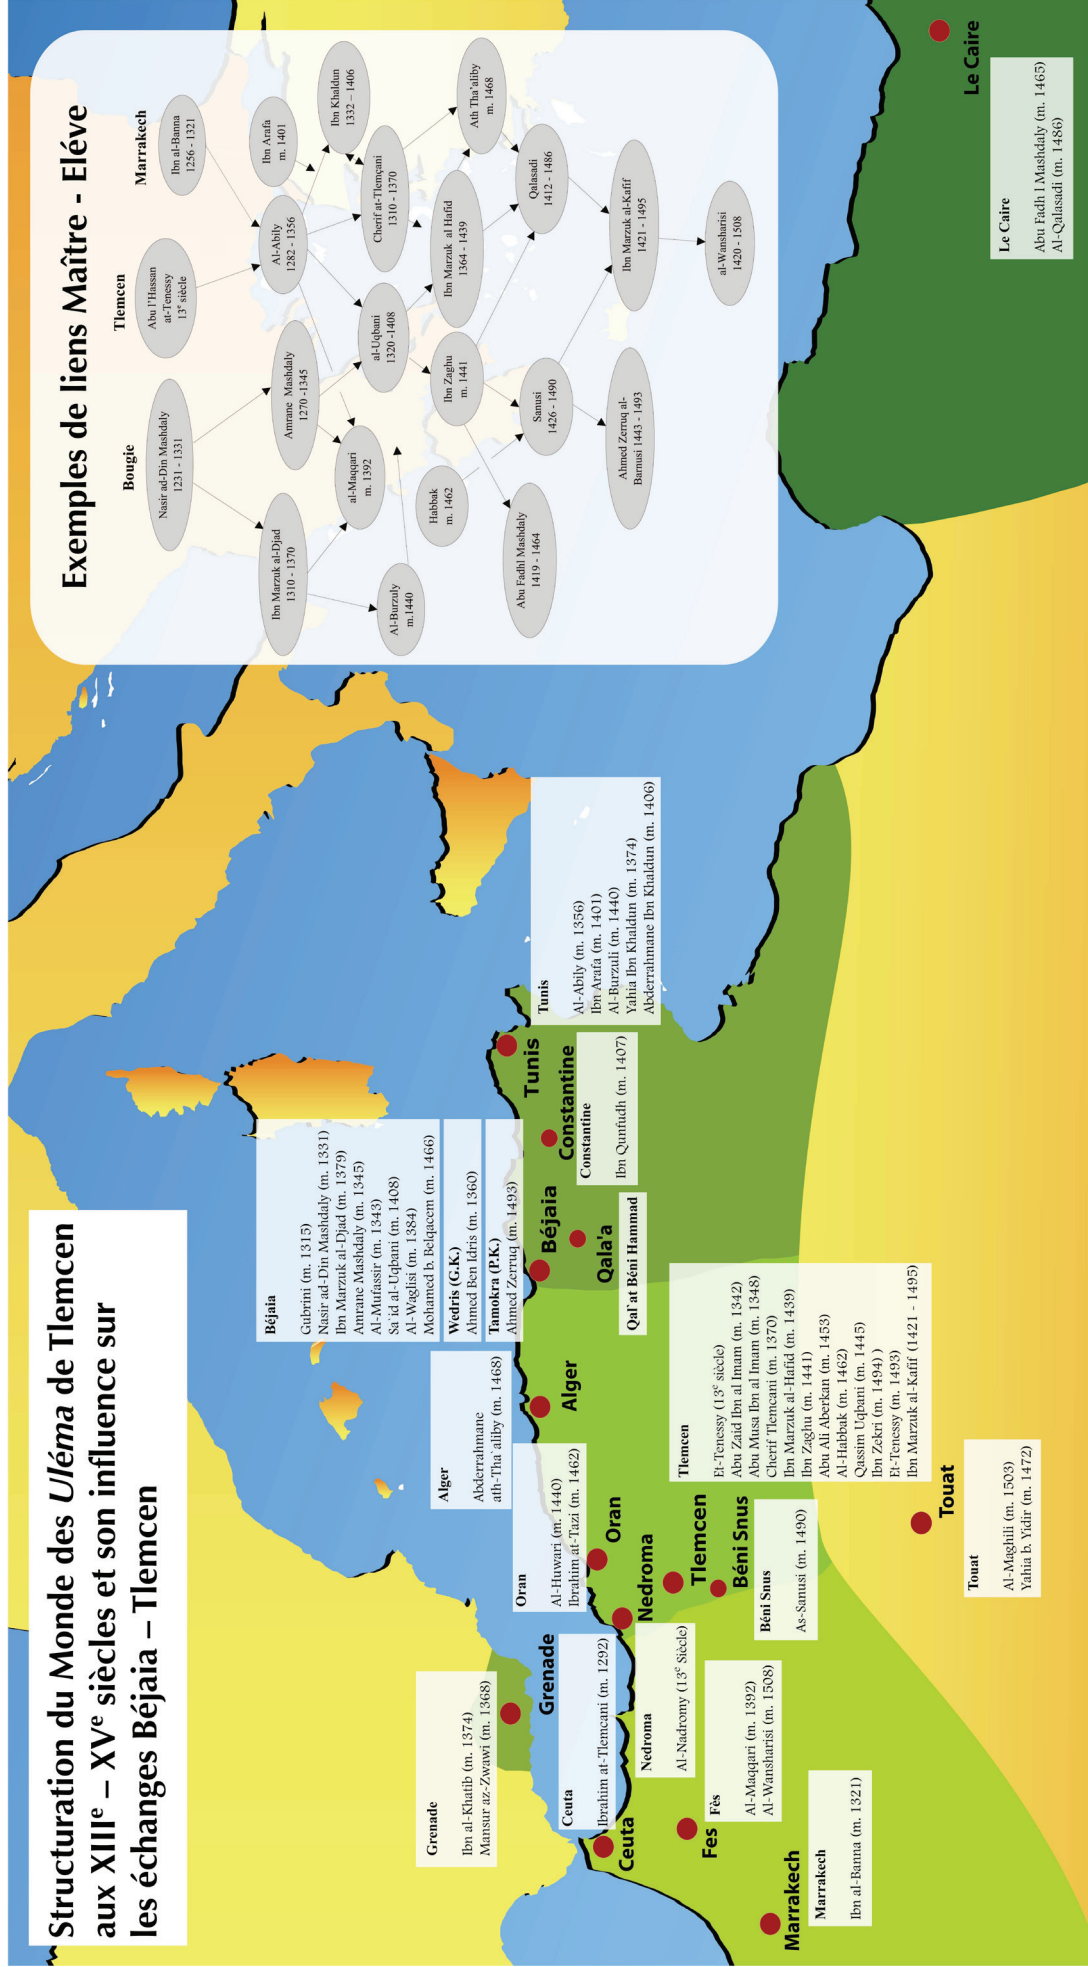 Structuration du Monde des Uléma de Tlemcen
aux XIIIe – XVe siècles et son influence sur
les échanges Béjaia – Tlemcen
Exemples de liens Maître - Eléve
Bougie
Tlemcen
Marrakech
Nasir ad-Din Mashdaly
1231 - 1331
Abu l'Hassan
at-Tenessy
13e siècle
Ibn al-Banna
1256 - 1321
Ibn Marzuk al-Djad
1310 - 1370
Amrane Mashdaly
1270 -1345
Al-Abily
1282 - 1356
Ibn Arafa
m. 1401
al-Maqqari
m. 1392
al-Uqbani
1320 -1408
Cherif at-Tlemçani
1310 - 1370
Ibn Khaldun
1332 – 1406
Al-Burzuly
m.1440
Habbak
m. 1462
Ibn Zaghu
m. 1441
Ibn Marzuk al Hafid
1364 - 1439
Ath Tha'aliby
m. 1468
Abu Fadhl Mashdaly
1419 - 1464
Sanusi
1426 - 1490
Qalasadi
1412 - 1486
Ahmed Zerruq al-
Barnusi 1443 - 1493
Ibn Marzuk al-Kafif
1421 - 1495
al-Wansharisi
1420 - 1508
Grenade
Ibn al-Khatib (m. 1374)
Mansur az-Zwawi (m. 1368)
Grenade
Ceuta
Ibrahim at-Tlemcani (m. 1292)
Ceuta
Nedroma
Al-Nadromy (13e Siècle)
Nedroma
Fès
Al-Maqqari (m. 1392)
Al-Wansharisi (m. 1508)
Fes
Marrakech
Marrakech
Ibn al-Banna (m. 1321)
Oran
Al-Huwari (m. 1440)
Ibrahim at-Tazi (m. 1462)
Oran
Tlemcen
Béni Snus
Béni Snus
As-Sanusi (m. 1490)
Tlemcen
Et-Tenessy (13e siècle)
Abu Zaid Ibn al Imam (m. 1342)
Abu Musa Ibn al Imam (m. 1348)
Cherif Tlemcani (m. 1370)
Ibn Marzuk al-Hafid (m. 1439)
Ibn Zaghu (m. 1441)
Abu Ali Aberkan (m. 1453)
Al-Habbak (m. 1462)
Qassim Uqbani (m. 1445)
Ibn Zekri (m. 1494) )
Et-Tenessy (m. 1493)
Ibn Marzuk al-Kafif (1421 - 1495)
Touat
Touat
Al-Maghili (m. 1503)
Yahia b. Yidir (m. 1472)
Alger
Abderrahmane
ath-Tha`aliby (m. 1468)
Alger
Béjaia
Gubrini (m. 1315)
Nasir ad-Din Mashdaly (m. 1331)
Ibn Marzuk al-Djad (m. 1379)
Amrane Mashdaly (m. 1345)
Al-Mufassir (m. 1343)
Sa`id al-Uqbani (m. 1408)
Al-Waglisi (m. 1384)
Mohamed b. Belqacem (m. 1466)
Wedris (G.K.)
Ahmed Ben Idris (m. 1360)
Tamokra (P.K.)
Ahmed Zerruq (m. 1493)
Béjaia
Qala'a
Qal`at Béni Hammad
Constantine
Constantine
Ibn Qunfudh (m. 1407)
Tunis
Tunis
Al-Abily (m. 1356)
Ibn Arafa (m. 1401)
Al-Burzuli (m. 1440)
Yahia Ibn Khaldun (m. 1374)
Abderrahmane Ibn Khaldun (m. 1406)
Le Caire
Le Caire
Abu Fadh l Mashdaly (m. 1465)
Al-Qalasadi (m. 1486)